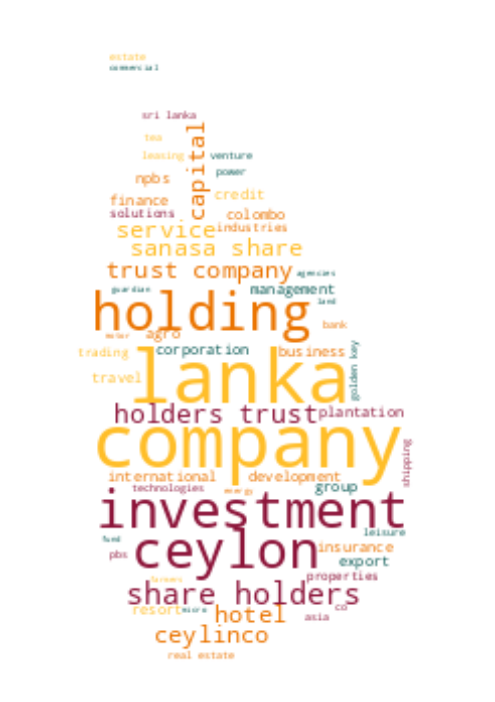 estate
commercial
sri lanka
tea
capital
leasing venture
power
npbs
credit
finance
solutions colombo
service industries
sanasa share
trust company agencies
guardian management
holding land
bank
motor agro
trading corporation business
golden key
lanka
travel
holders trust plantation
company
shipping
international development
technologies energy group
investment
leisure
fund
ceylon insurance
pbs export
farmers properties
share holders
resort micro hotel co
asia
ceylinco
real estate